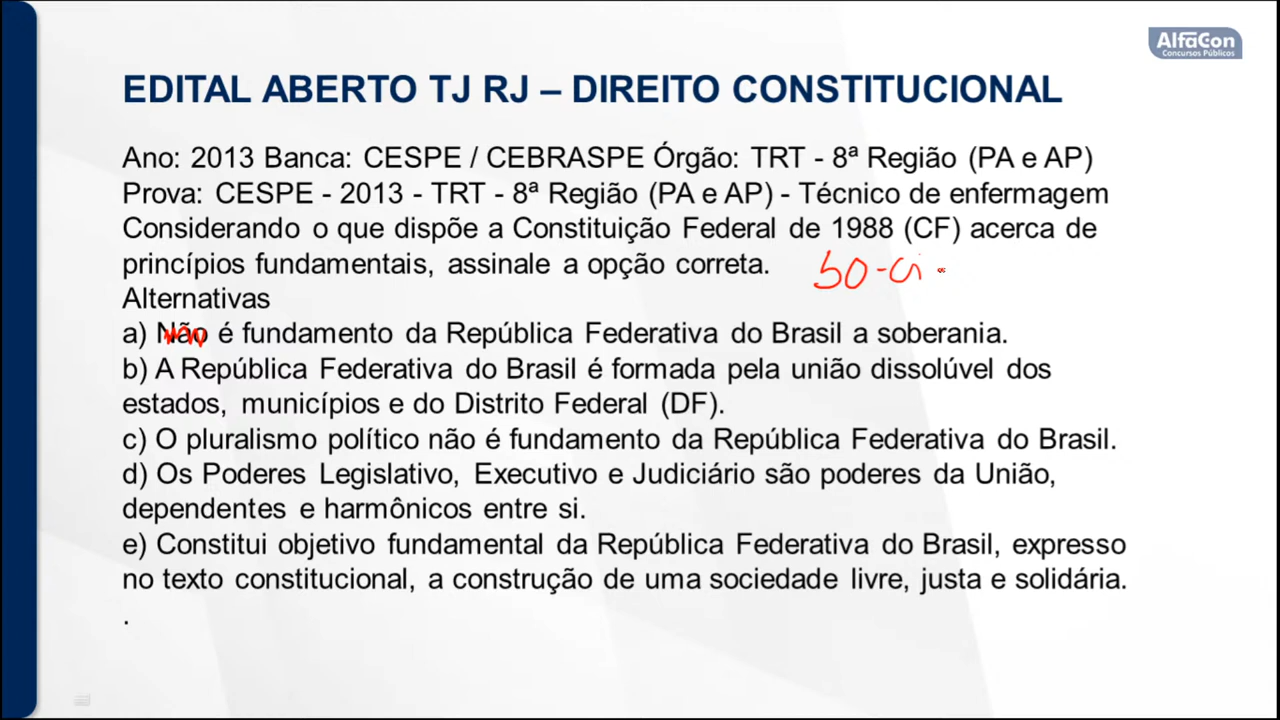 AlfaCon
Concursos Públicos
EDITAL ABERTO TJ RJ – DIREITO CONSTITUCIONAL
Ano: 2013 Banca: CESPE / CEBRASPE Órgão: TRT - 8ª Região (PA e AP)
Prova: CESPE - 2013 - TRT - 8ª Região (PA e AP) - Técnico de enfermagem
Considerando o que dispõe a Constituição Federal de 1988 (CF) acerca de
princípios fundamentais, assinale a opção correta. SO-CI
Alternativas
a) Não é fundamento da República Federativa do Brasil a soberania.
b) A República Federativa do Brasil é formada pela união dissolúvel dos
estados, municípios e do Distrito Federal (DF).
c) O pluralismo político não é fundamento da República Federativa do Brasil.
d) Os Poderes Legislativo, Executivo e Judiciário são poderes da União,
dependentes e harmônicos entre si.
e) Constitui objetivo fundamental da República Federativa do Brasil, expresso
no texto constitucional, a construção de uma sociedade livre, justa e solidária.
.